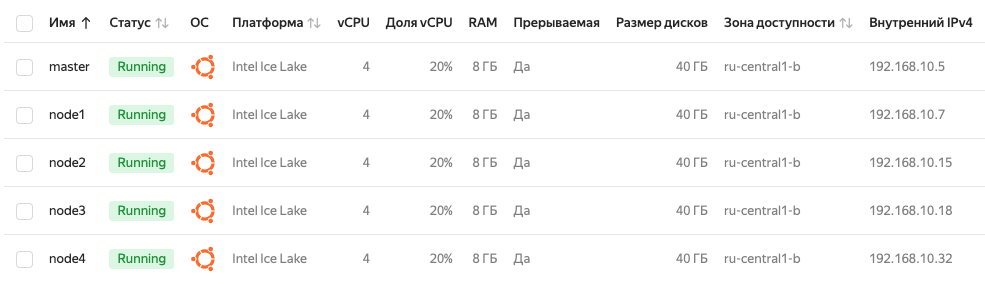 Имя Статус ОС Платформа vCPU Доля vCPU RAM Прерываемая Размер дисков Зона доступности Внутренний IPv4
master Running Intel Ice Lake 4 20% 8 ГБ Да 40 ГБ ru-central1-b 192.168.10.5
node1 Running Intel Ice Lake 4 20% 8 ГБ Да 40 ГБ ru-central1-b 192.168.10.7
node2 Running Intel Ice Lake 4 20% 8 ГБ Да 40 ГБ ru-central1-b 192.168.10.15
node3 Running Intel Ice Lake 4 20% 8 ГБ Да 40 ГБ ru-central1-b 192.168.10.18
node4 Running Intel Ice Lake 4 20% 8 ГБ Да 40 ГБ ru-central1-b 192.168.10.32